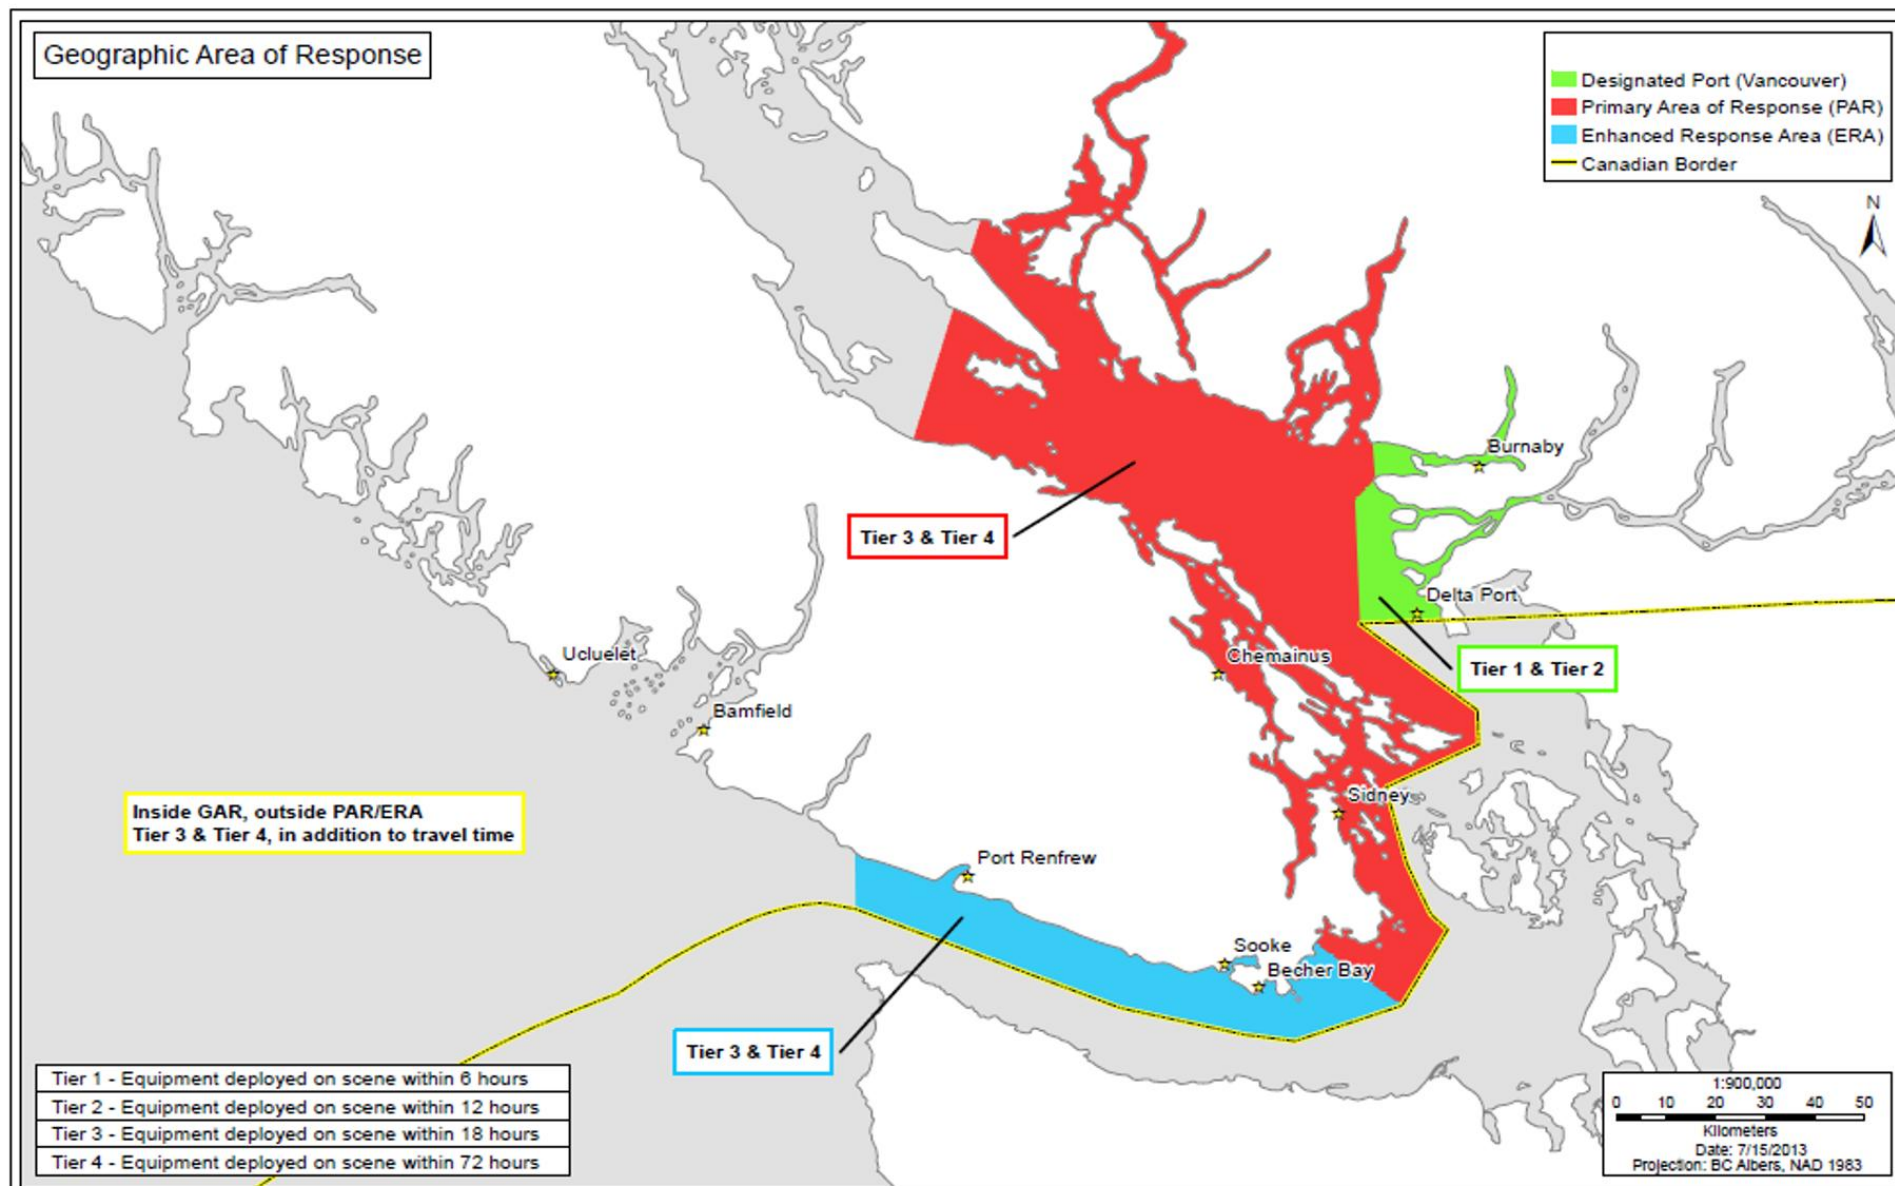 Geographic Area of Response
Designated Port (Vancouver)
Primary Area of Response (PAR)
Enhanced Response Area (ERA)
Canadian Border
N
Burnaby
Tier 3 & Tier 4
Delta Port
Ucluelet
Chemainus
Tier 1 & Tier 2
Bamfield
Sidney
Inside GAR, outside PAR/ERA
Tier 3 & Tier 4, in addition to travel time
Port Renfrew
Sooke
Becher Bay
Tier 3 & Tier 4
Tier 1 - Equipment deployed on scene within 6 hours
Tier 2 - Equipment deployed on scene within 12 hours
Tier 3 - Equipment deployed on scene within 18 hours
Tier 4 - Equipment deployed on scene within 72 hours
1:900,000
0 10 20 30 40 50
Kilometers
Date: 7/15/2013
Projection: BC Albers, NAD 1983